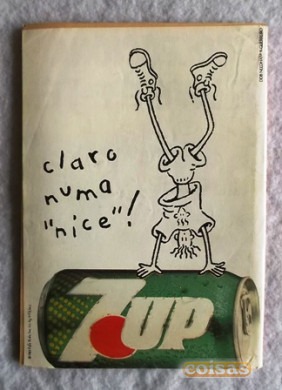 claro
numa
"nice"!
7UP
coisas